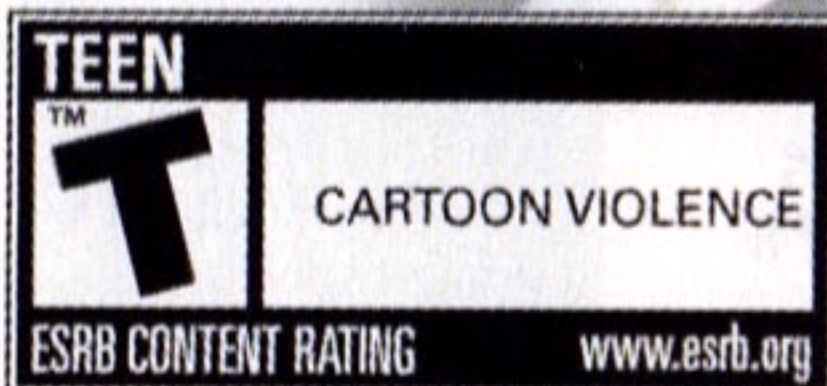 TEEN
TM
T
CARTOON VIOLENCE
ESRB CONTENT RATING www.esrb.org